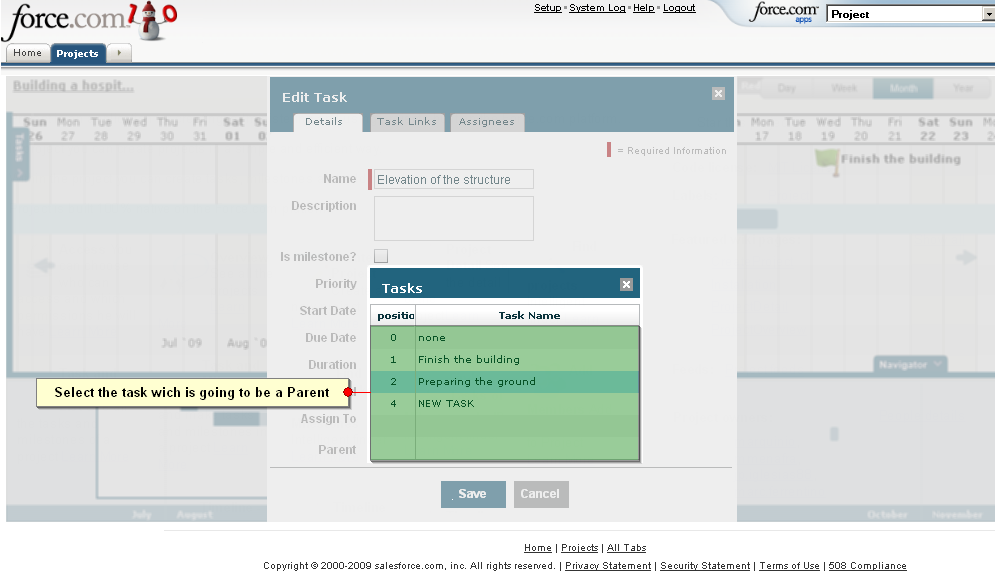 force.com 10
Setup System Log Help Logout
force.com apps Project
Home Projects
Building a hospit...
Day Week Month Year
Sun Mon Tue Wed Thu Fri Sat Sun Mon Tue Wed Thu Fri Sat Sun
26 27 28 29 30 31 01 17 18 19 20 21 22 23
Tasks
Finish the building
Edit Task
Details Task Links Assignees
= Required Information
Name Elevation of the structure
Description
Is milestone?
Priority
Start Date
Due Date
Duration
Assign To
Parent
Tasks
positio Task Name
0 none
1 Finish the building
2 Preparing the ground
4 NEW TASK
Select the task wich is going to be a Parent
Jul `09 Aug `0
Navigator
Save Cancel
July August October November
Home | Projects | All Tabs
Copyright © 2000-2009 salesforce.com, inc. All rights reserved. | Privacy Statement | Security Statement | Terms of Use | 508 Compliance